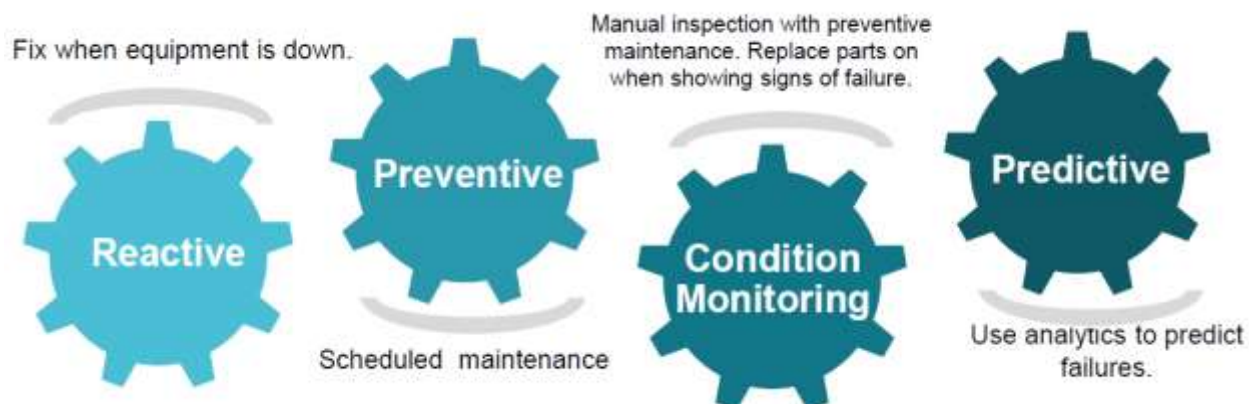 Fix when equipment is down.
Reactive
Preventive
Scheduled maintenance
Manual inspection with preventive
maintenance. Replace parts on
when showing signs of failure.
Condition
Monitoring
Predictive
Use analytics to predict
failures.